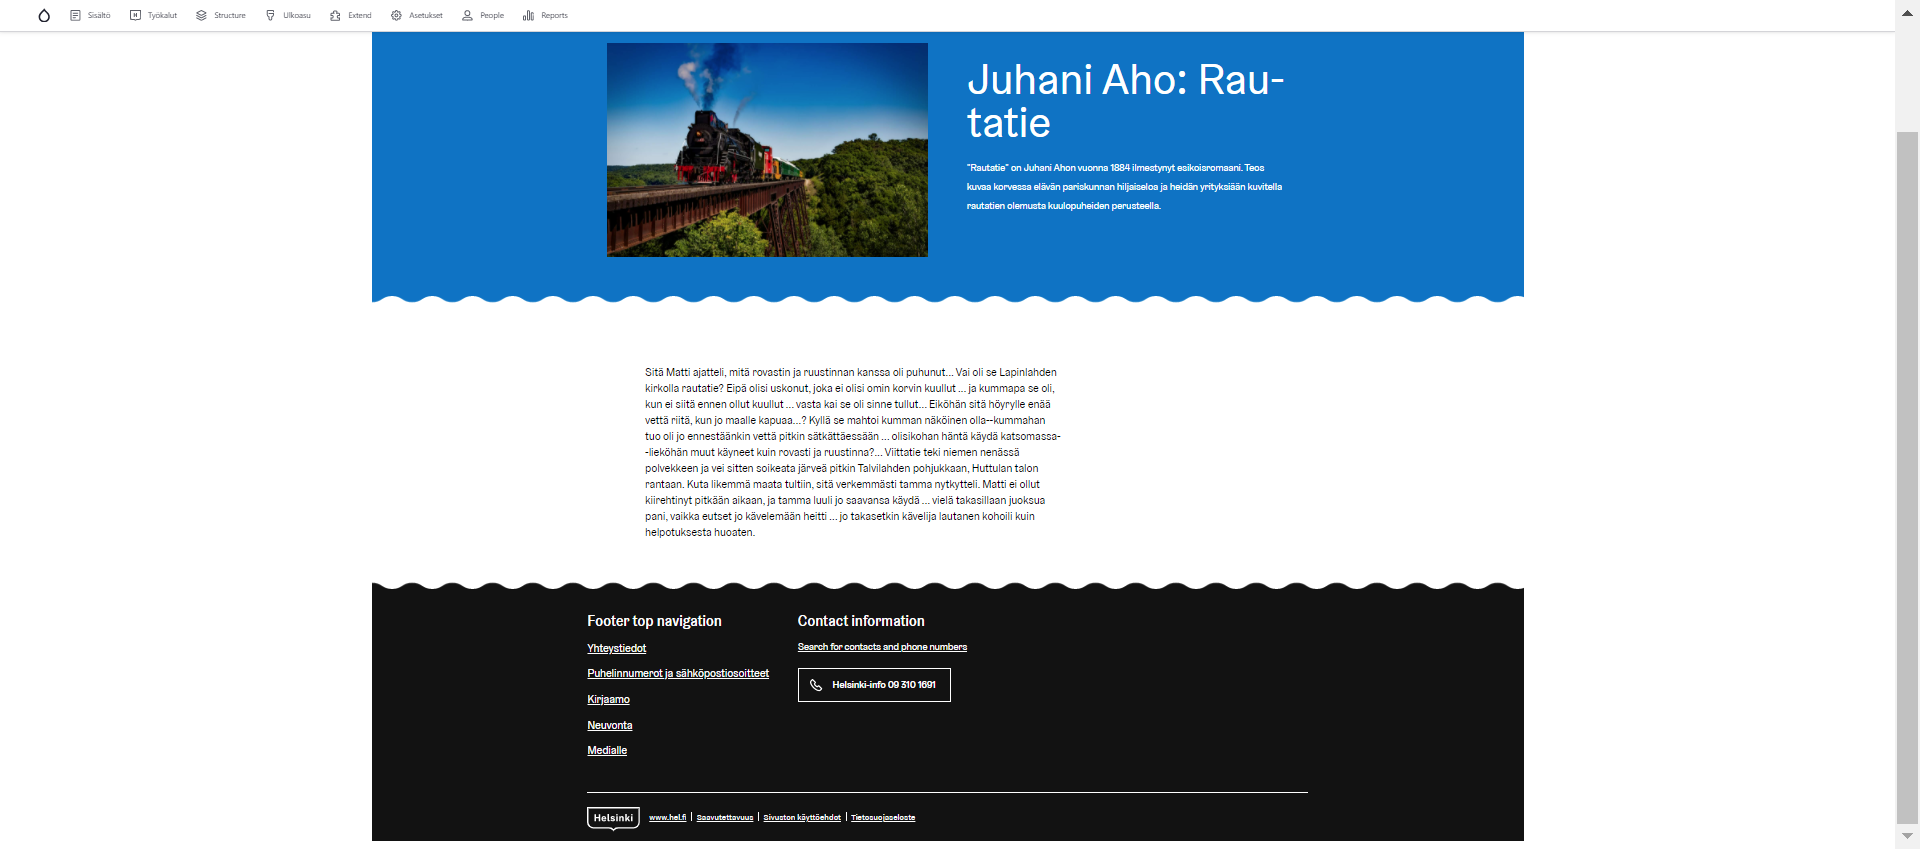 Sisältö Työkalut Structure Ulkoasu Extend Asetukset People Reports
Juhani Aho: Rau-
tatie
"Rautatie" on Juhani Ahon vuonna 1884 ilmestynyt esikoisromaani. Teos
kuvaa korvessa elävän pariskunnan hiljaiseloa ja heidän yrityksiään kuvitella
rautatien olemusta kuulopuheiden perusteella.
Sitä Matti ajatteli, mitä rovastin ja ruustinnan kanssa oli puhunut... Vai oli se Lapinlahden
kirkolla rautatie? Eipä olisi uskonut, joka ei olisi omin korvin kuullut ... ja kummapa se oli,
kun ei siitä ennen ollut kuullut ... vasta kai se oli sinne tullut... Eiköhän sitä höyrylle enää
vettä riitä, kun jo maalle kapuaa...? Kyllä se mahtoi kumman näköinen olla--kummahan
tuo oli jo ennestäänkin vettä pitkin sätkättäessään ... olisikohan häntä käydä katsomassa-
-lieköhän muut käyneet kuin rovasti ja ruustinna?... Viittatie teki niemen nenässä
polvekkeen ja vei sitten soikeata järveä pitkin Talvilahden pohjukkaan, Huttulan talon
rantaan. Kuta likemmä maata tultiin, sitä verkemmästi tamma nytkytteli. Matti ei ollut
kiirehtinyt pitkään aikaan, ja tamma luuli jo saavansa käydä ... vielä takasillaan juoksua
pani, vaikka eutset jo kävelemään heitti ... jo takasetkin kävelijä lautanen kohoili kuin
helpotuksesta huoaten.
Footer top navigation
Yhteystiedot
Puhelinnumerot ja sähköpostiosoitteet
Kirjaamo
Neuvonta
Medialle
Contact information
Search for contacts and phone numbers
Helsinki-info 09 310 1691
Helsinki www.hel.fi | Saavutettavuus | Sivuston käyttöehdot | Tietosuojaseloste